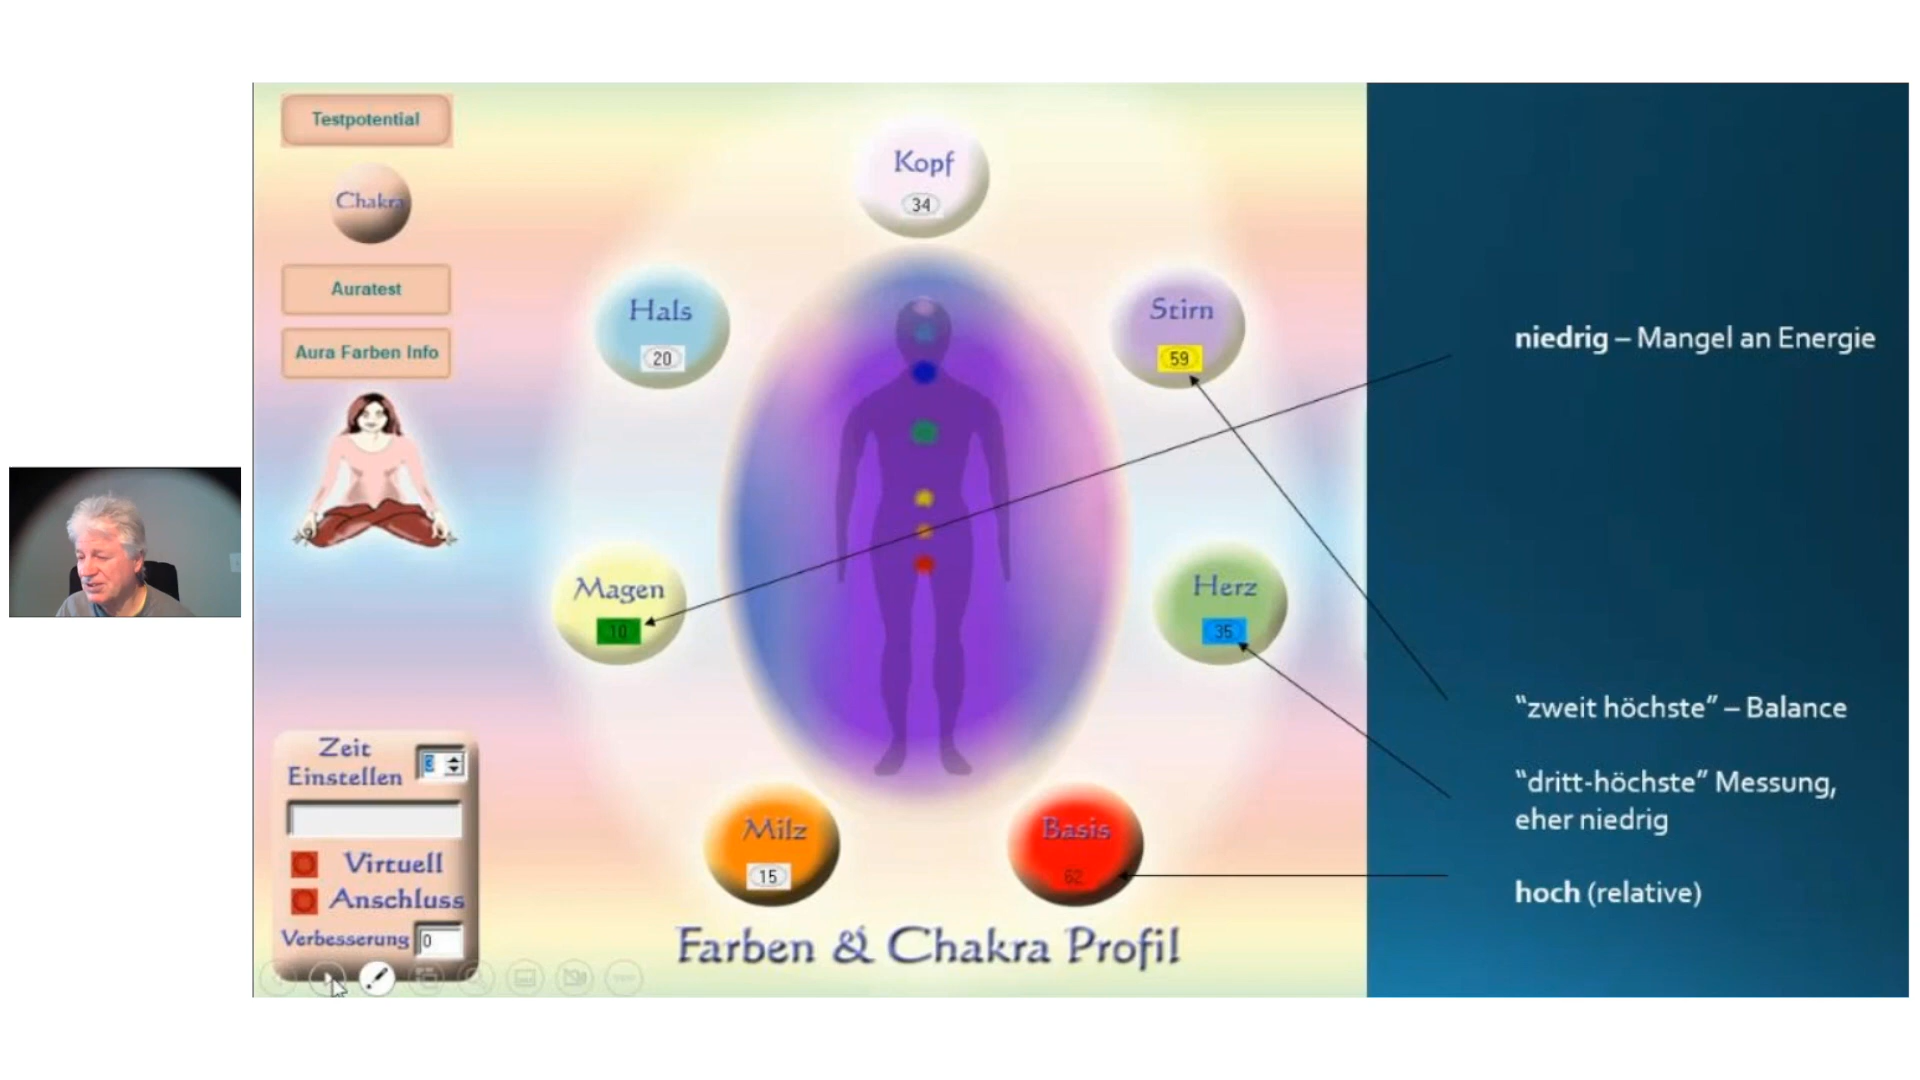 Testpotential
Chakra
Auratest
Aura Farben Info
Kopf
34
Hals
20
Stirn
59
Magen
10
Herz
35
Milz
15
Basis
62
Zeit
Einstellen
3
Virtuell
Anschluss
Verbesserung 0
Farben & Chakra Profil
niedrig – Mangel an Energie
“zweit höchste” – Balance
“dritt-höchste” Messung,
eher niedrig
hoch (relative)